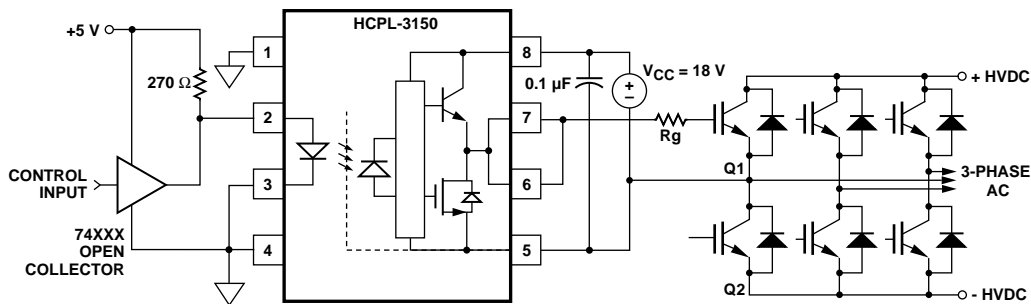 HCPL-3150
+5 V
1
8
0.1 µF
VCC = 18 V
+ HVDC
270 Ω
2
7
Rg
Q1
CONTROL
INPUT
3
6
3-PHASE
AC
74XXX
OPEN
COLLECTOR
4
5
Q2
- HVDC
+
–